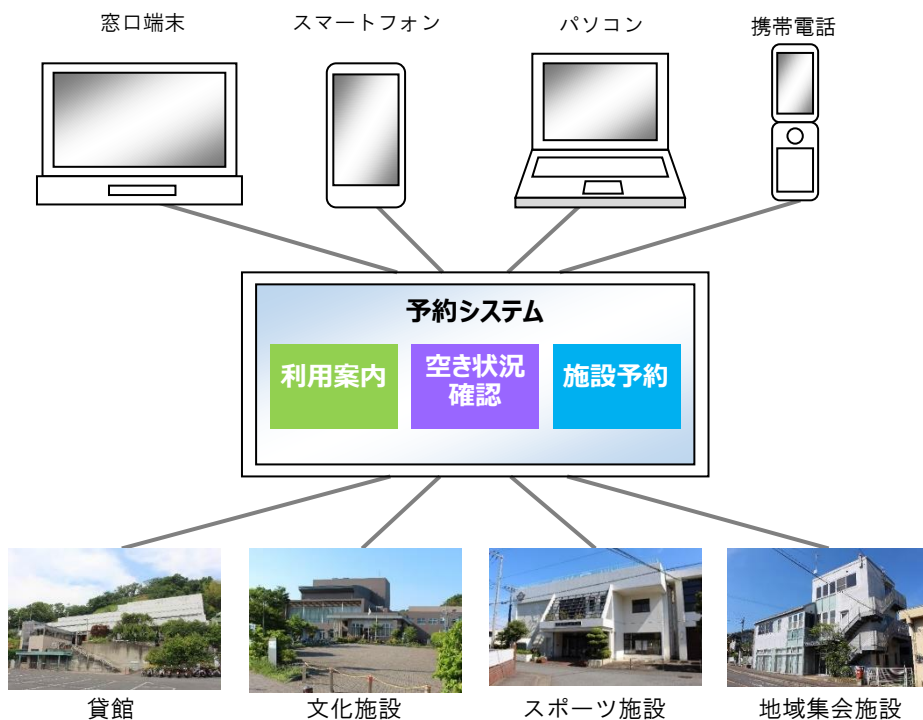 窓口端末
スマートフォン
パソコン
携帯電話
予約システム
利用案内
空き状況
確認
施設予約
貸館
文化施設
スポーツ施設
地域集会施設